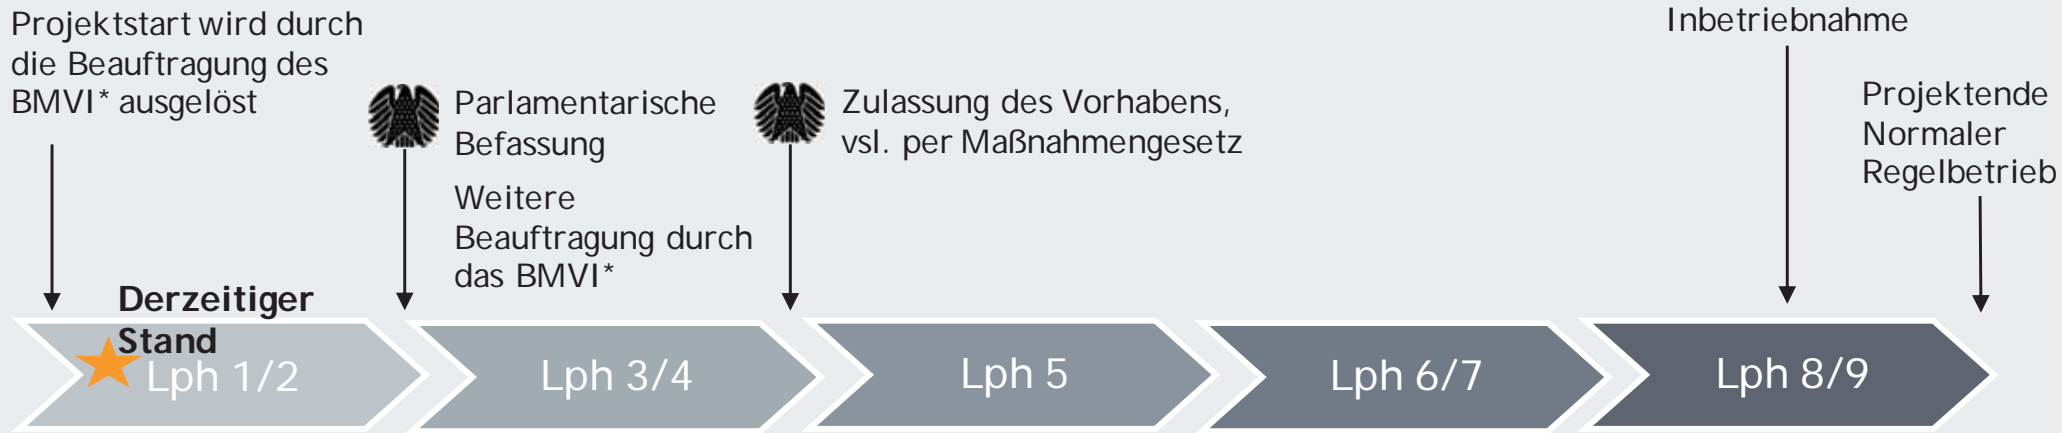 Projektstart wird durch
die Beauftragung des
BMVI* ausgelöst
Parlamentarische
Befassung
Weitere
Beauftragung durch
das BMVI*
Zulassung des Vorhabens,
vsl. per Maßnahmengesetz
Inbetriebnahme
Projektende
Normaler
Regelbetrieb
Derzeitiger
Stand
Lph 1/2
Lph 3/4
Lph 5
Lph 6/7
Lph 8/9